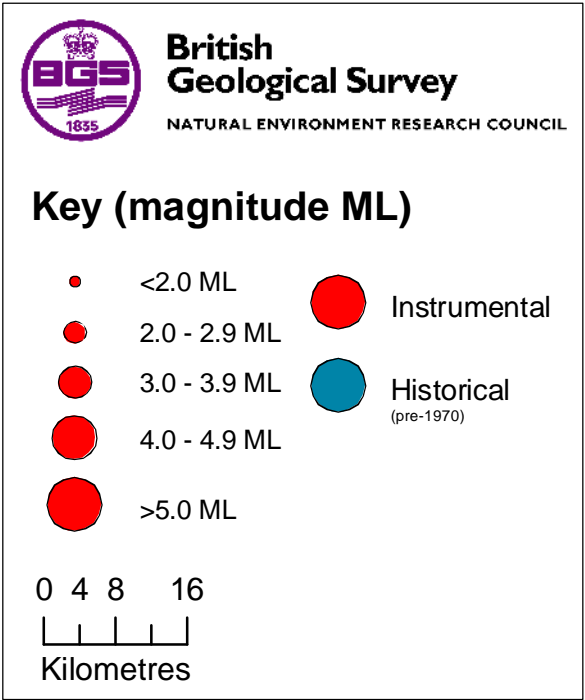 BGS
1835
British
Geological Survey
NATURAL ENVIRONMENT RESEARCH COUNCIL
Key (magnitude ML)
<2.0 ML
2.0 - 2.9 ML
3.0 - 3.9 ML
4.0 - 4.9 ML
>5.0 ML
Instrumental
Historical
(pre-1970)
0 4 8 16
Kilometres